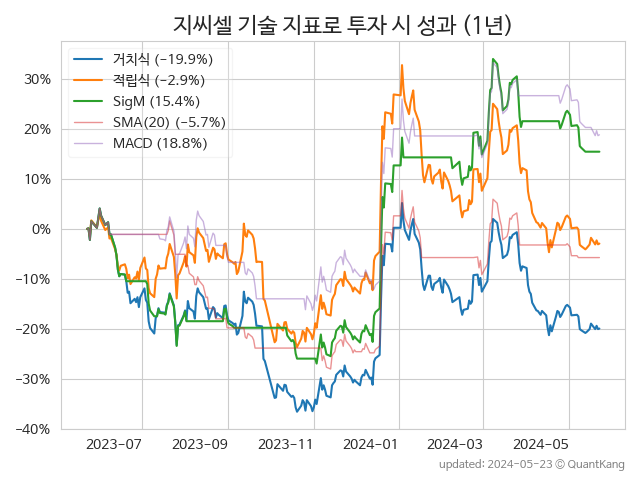 지씨셀 기술 지표로 투자 시 성과 (1년)
거치식 (−19.9%)
적립식 (−2.9%)
SigM (15.4%)
SMA(20) (−5.7%)
MACD (18.8%)
30%
20%
10%
0%
−10%
−20%
−30%
−40%
2023-07 2023-09 2023-11 2024-01 2024-03 2024-05
updated: 2024-05-23 © QuantKang